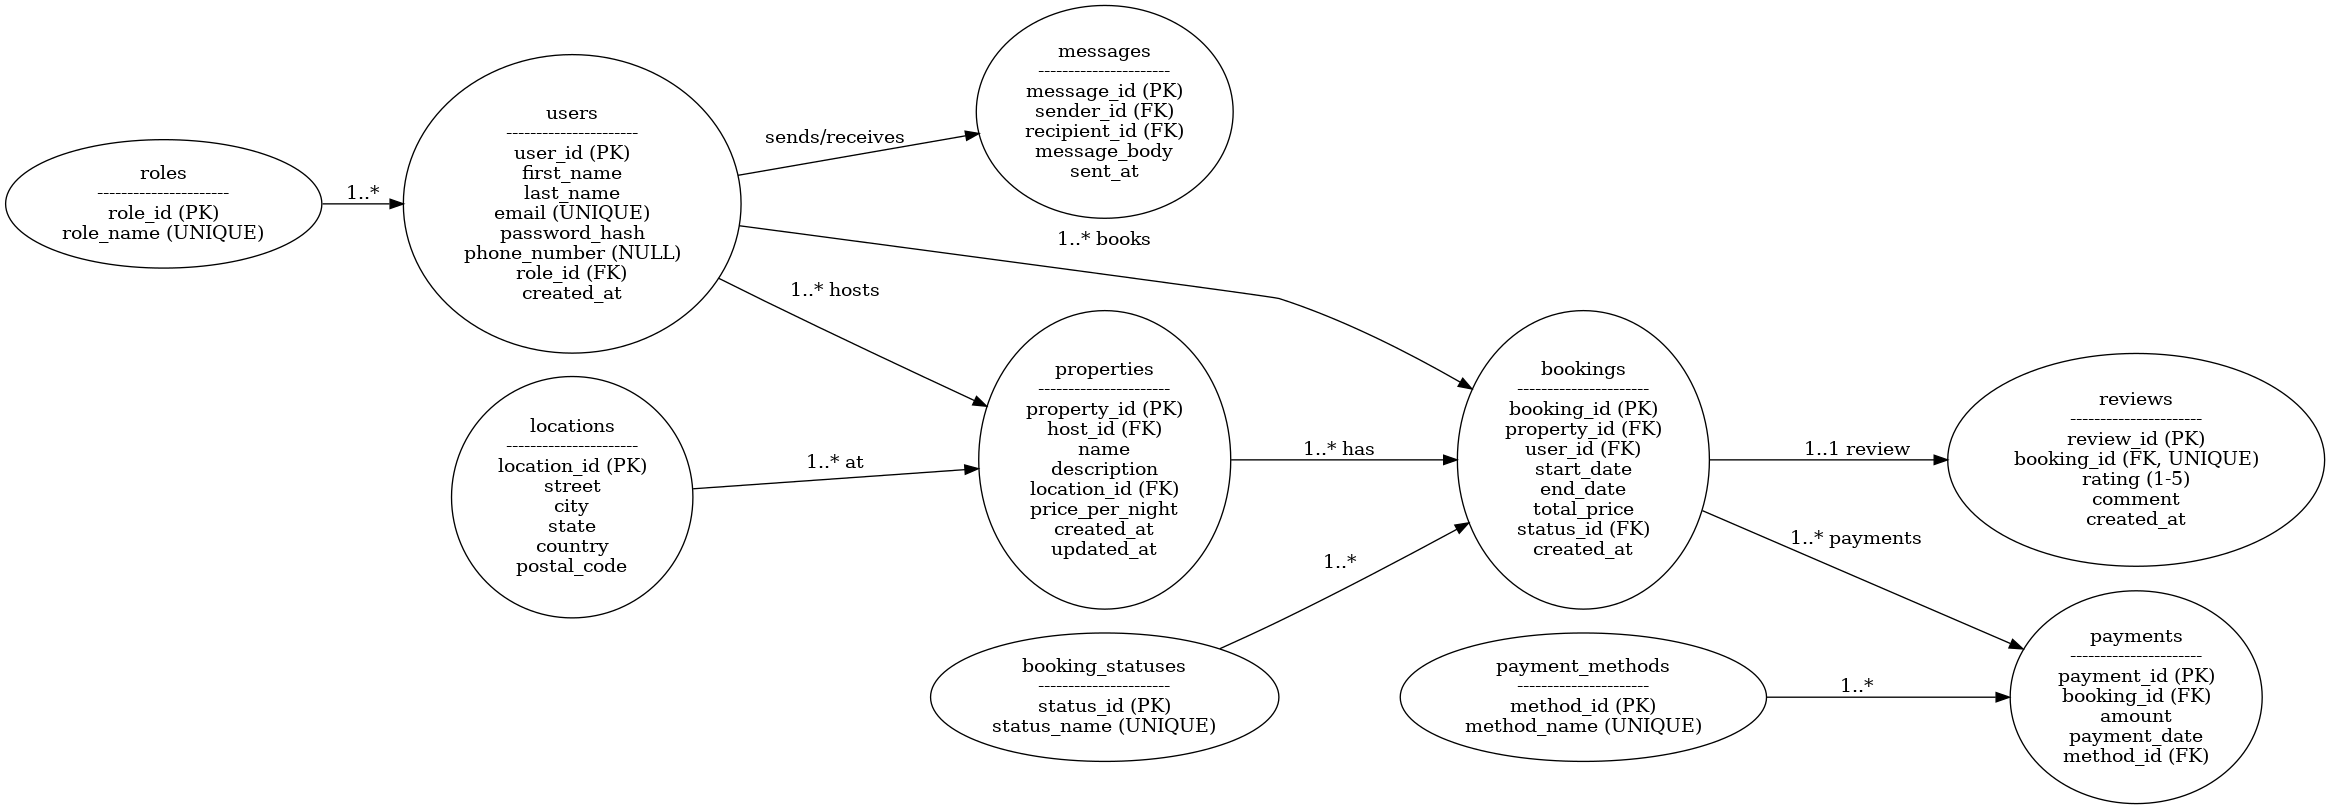 roles
----------------------
role_id (PK)
role_name (UNIQUE)
1..*
users
----------------------
user_id (PK)
first_name
last_name
email (UNIQUE)
password_hash
phone_number (NULL)
role_id (FK)
created_at
sends/receives
messages
----------------------
message_id (PK)
sender_id (FK)
recipient_id (FK)
message_body
sent_at
1..* books
1..* hosts
locations
----------------------
location_id (PK)
street
city
state
country
postal_code
1..* at
properties
----------------------
property_id (PK)
host_id (FK)
name
description
location_id (FK)
price_per_night
created_at
updated_at
1..* has
bookings
----------------------
booking_id (PK)
property_id (FK)
user_id (FK)
start_date
end_date
total_price
status_id (FK)
created_at
1..1 review
reviews
----------------------
review_id (PK)
booking_id (FK, UNIQUE)
rating (1-5)
comment
created_at
1..* payments
booking_statuses
----------------------
status_id (PK)
status_name (UNIQUE)
1..*
payment_methods
----------------------
method_id (PK)
method_name (UNIQUE)
1..*
payments
----------------------
payment_id (PK)
booking_id (FK)
amount
payment_date
method_id (FK)